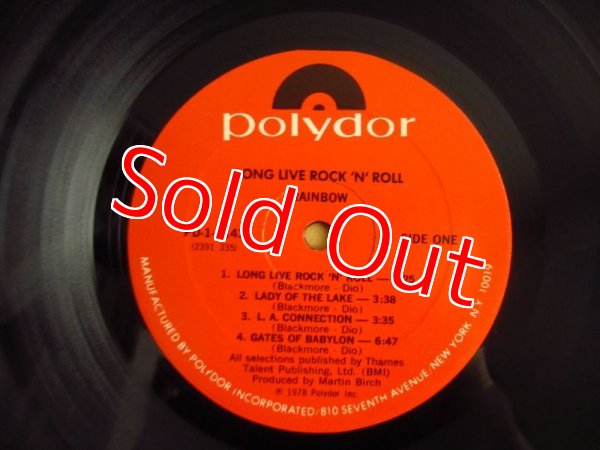 polydor
LONG LIVE ROCK 'N' ROLL
RAINBOW
Sold Out
SIDE ONE
(2391 335)
1. LONG LIVE ROCK 'N' ROLL —
(Blackmore - Dio)
2. LADY OF THE LAKE — 3:38
(Blackmore - Dio)
3. L. A. CONNECTION — 3:35
(Blackmore - Dio)
4. GATES OF BABYLON — 6:47
(Blackmore - Dio)
All selections published by Thames
Talent Publishing, Ltd. (BMI)
Produced by Martin Birch
℗ 1978 Polydor Inc.
MANUFACTURED BY POLYDOR INCORPORATED/810 SEVENTH AVENUE/NEW YORK, NY 10019